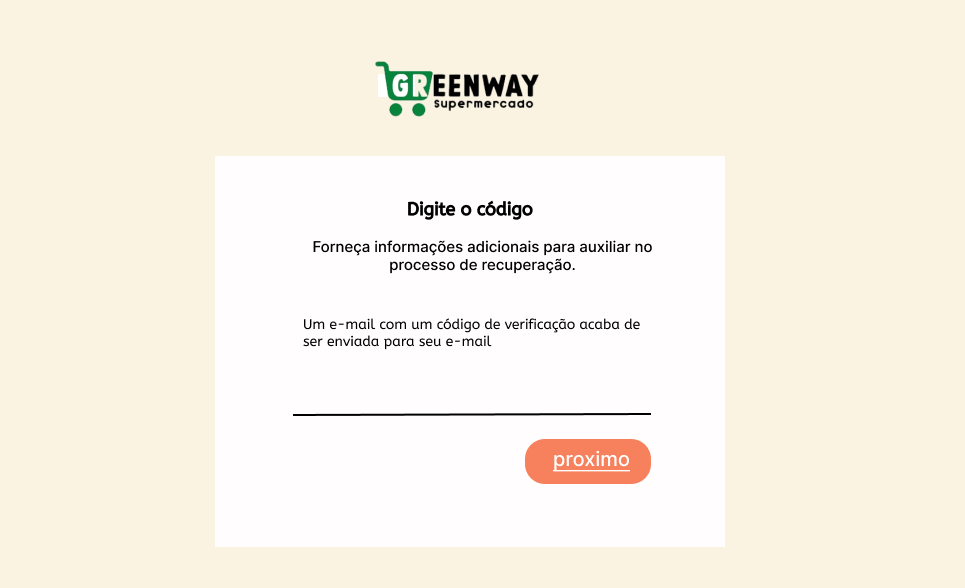 GREENWAY
Supermercado
Digite o código
Forneça informações adicionais para auxiliar no
processo de recuperação.
Um e-mail com um código de verificação acaba de
ser enviada para seu e-mail
proximo